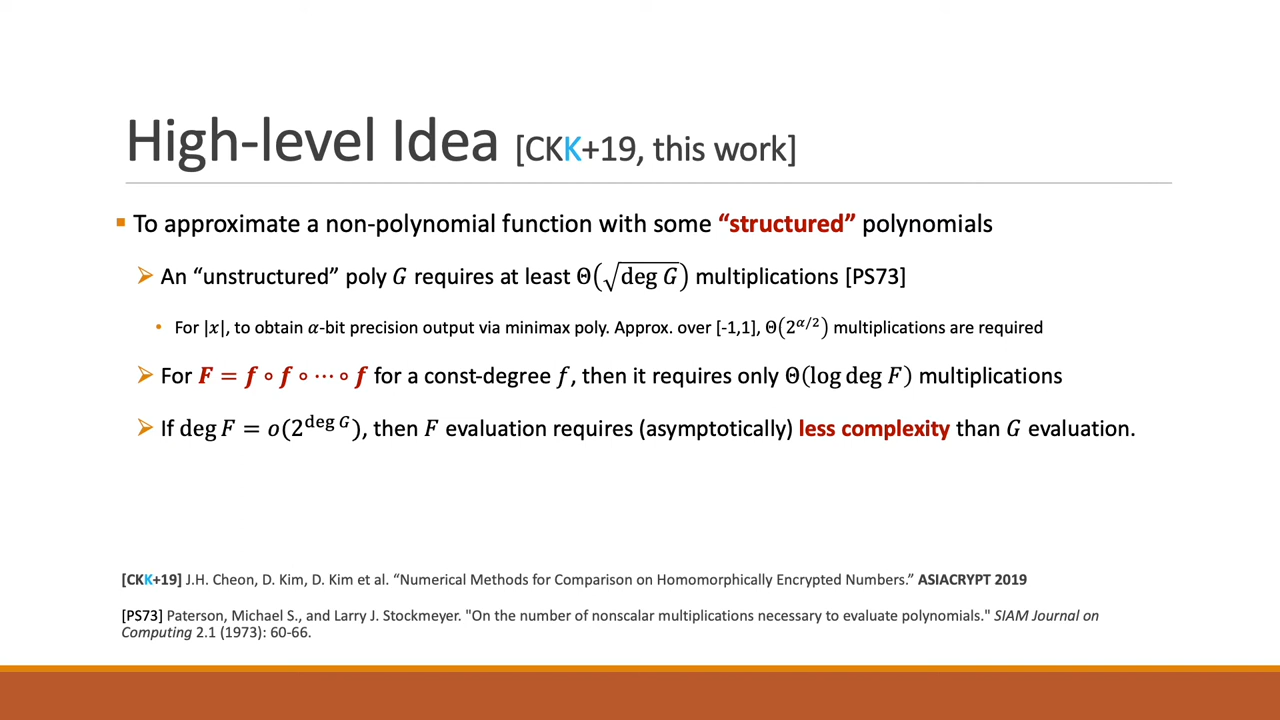 High-level Idea [CKK+19, this work]
▪ To approximate a non-polynomial function with some “structured” polynomials
➢ An “unstructured” poly G requires at least Θ(√deg G) multiplications [PS73]
• For |x|, to obtain α-bit precision output via minimax poly. Approx. over [-1,1], Θ(2^{α/2}) multiplications are required
➢ For F = f ∘ f ∘ ⋯ ∘ f for a const-degree f, then it requires only Θ(log deg F) multiplications
➢ If deg F = o(2^{deg G}), then F evaluation requires (asymptotically) less complexity than G evaluation.
[CKK+19] J.H. Cheon, D. Kim, D. Kim et al. “Numerical Methods for Comparison on Homomorphically Encrypted Numbers.” ASIACRYPT 2019
[PS73] Paterson, Michael S., and Larry J. Stockmeyer. "On the number of nonscalar multiplications necessary to evaluate polynomials." SIAM Journal on
Computing 2.1 (1973): 60-66.